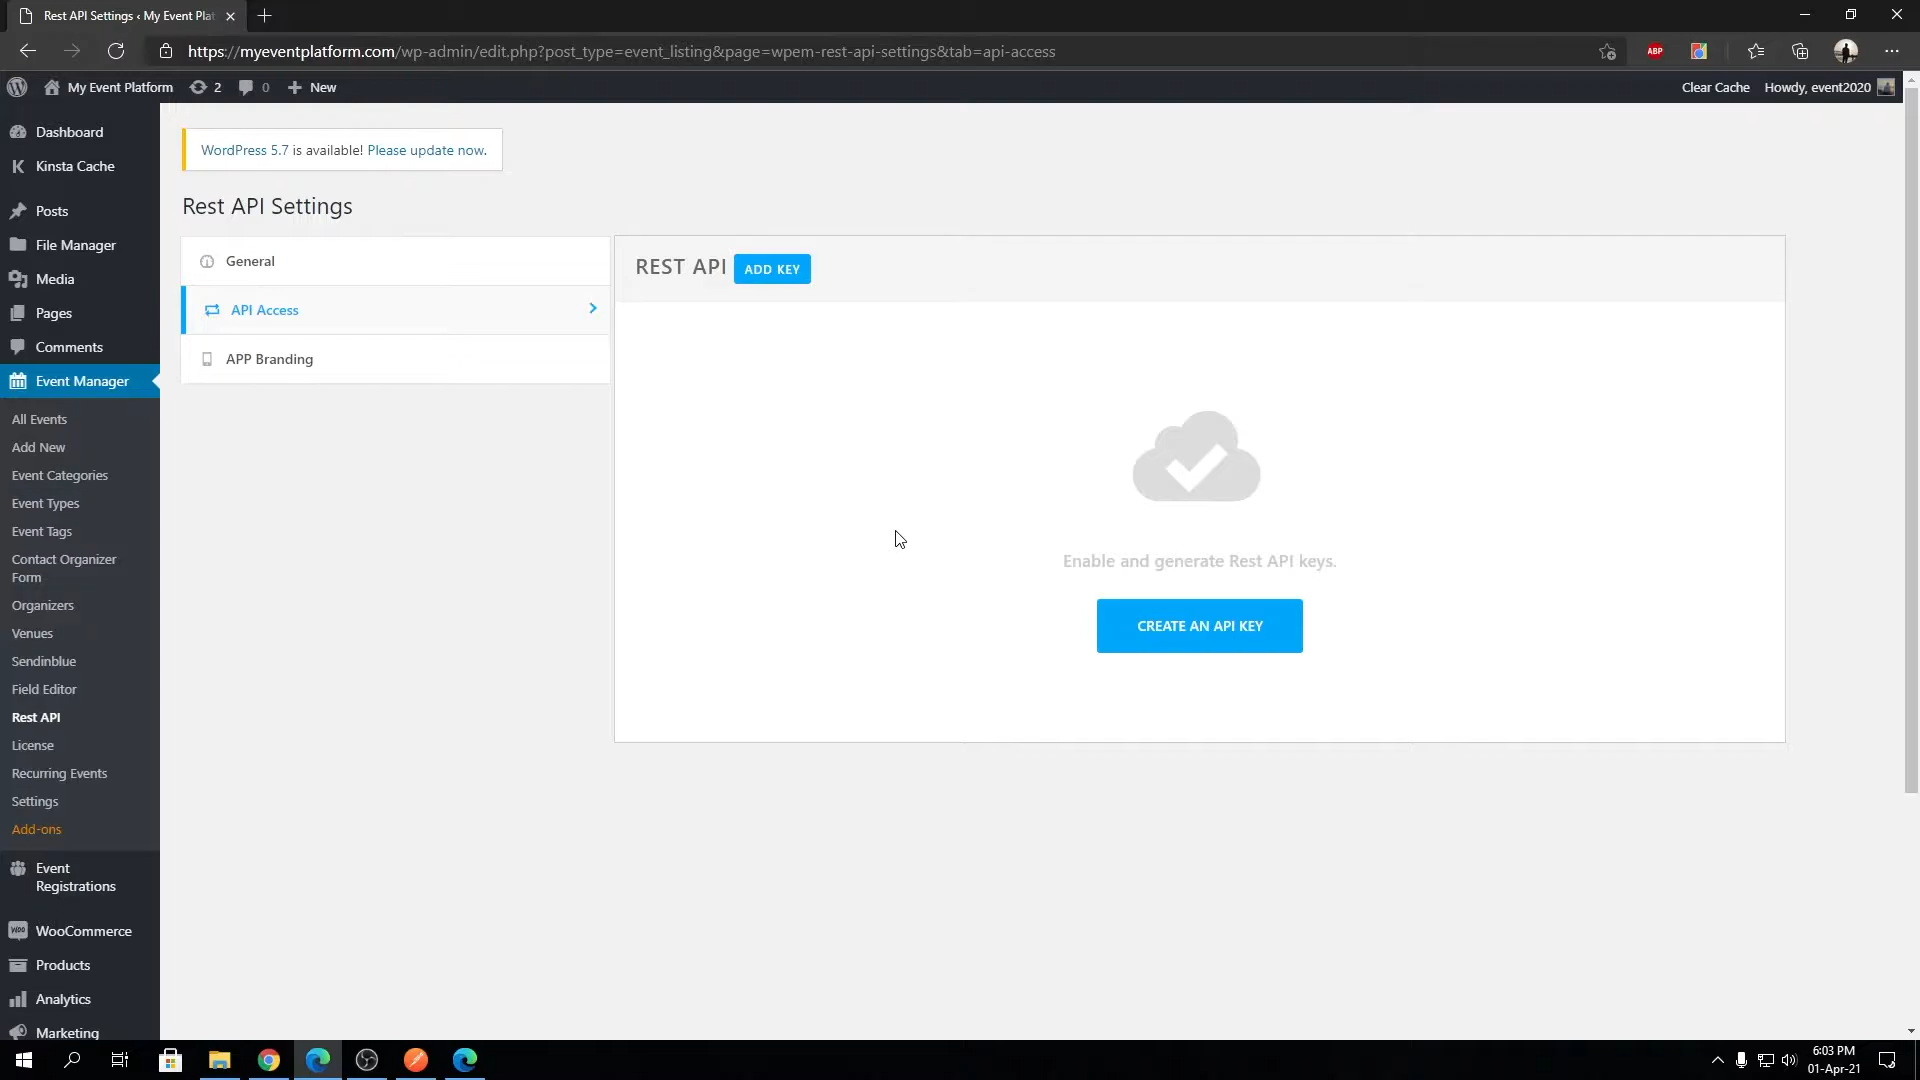 Rest API Settings ‹ My Event Plat
https://myeventplatform.com/wp-admin/edit.php?post_type=event_listing&page=wpem-rest-api-settings&tab=api-access
ABP
My Event Platform
2
0
New
Clear Cache
Howdy, event2020
Dashboard
Kinsta Cache
Posts
File Manager
Media
Pages
Comments
Event Manager
All Events
Add New
Event Categories
Event Types
Event Tags
Contact Organizer
Form
Organizers
Venues
Sendinblue
Field Editor
Rest API
License
Recurring Events
Settings
Add-ons
Event
Registrations
WooCommerce
Products
Analytics
Marketing
WordPress 5.7 is available! Please update now.
Rest API Settings
General
API Access
APP Branding
REST API
ADD KEY
Enable and generate Rest API keys.
CREATE AN API KEY
6:03 PM
01-Apr-21